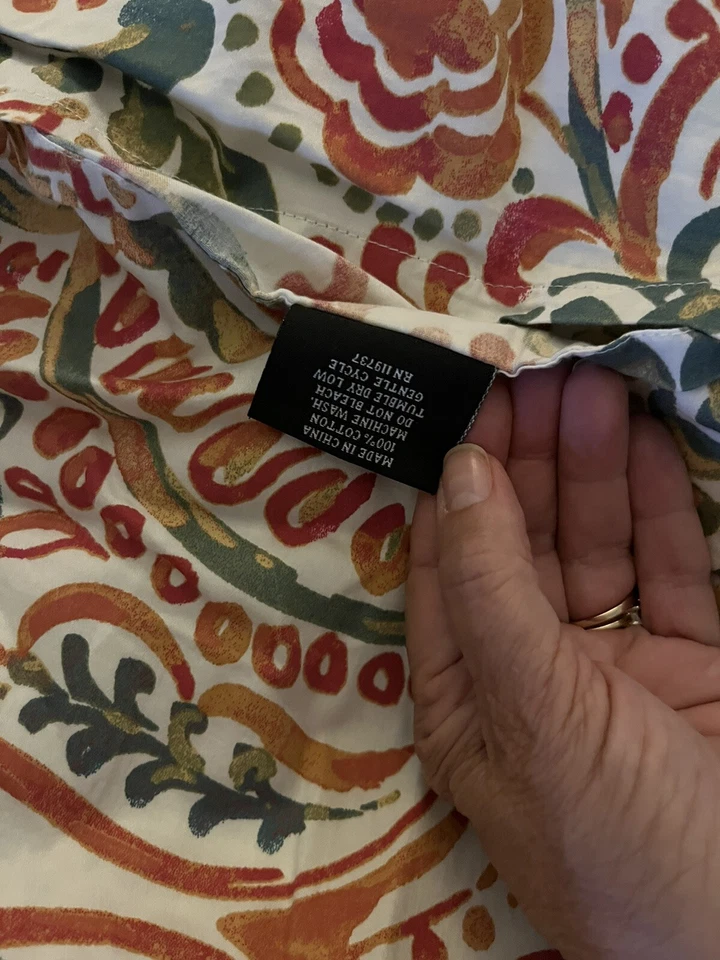 MADE IN CHINA
100% COTTON
MACHINE WASH,
DO NOT BLEACH
TUMBLE DRY LOW
GENTLE CYCLE
RN 119737